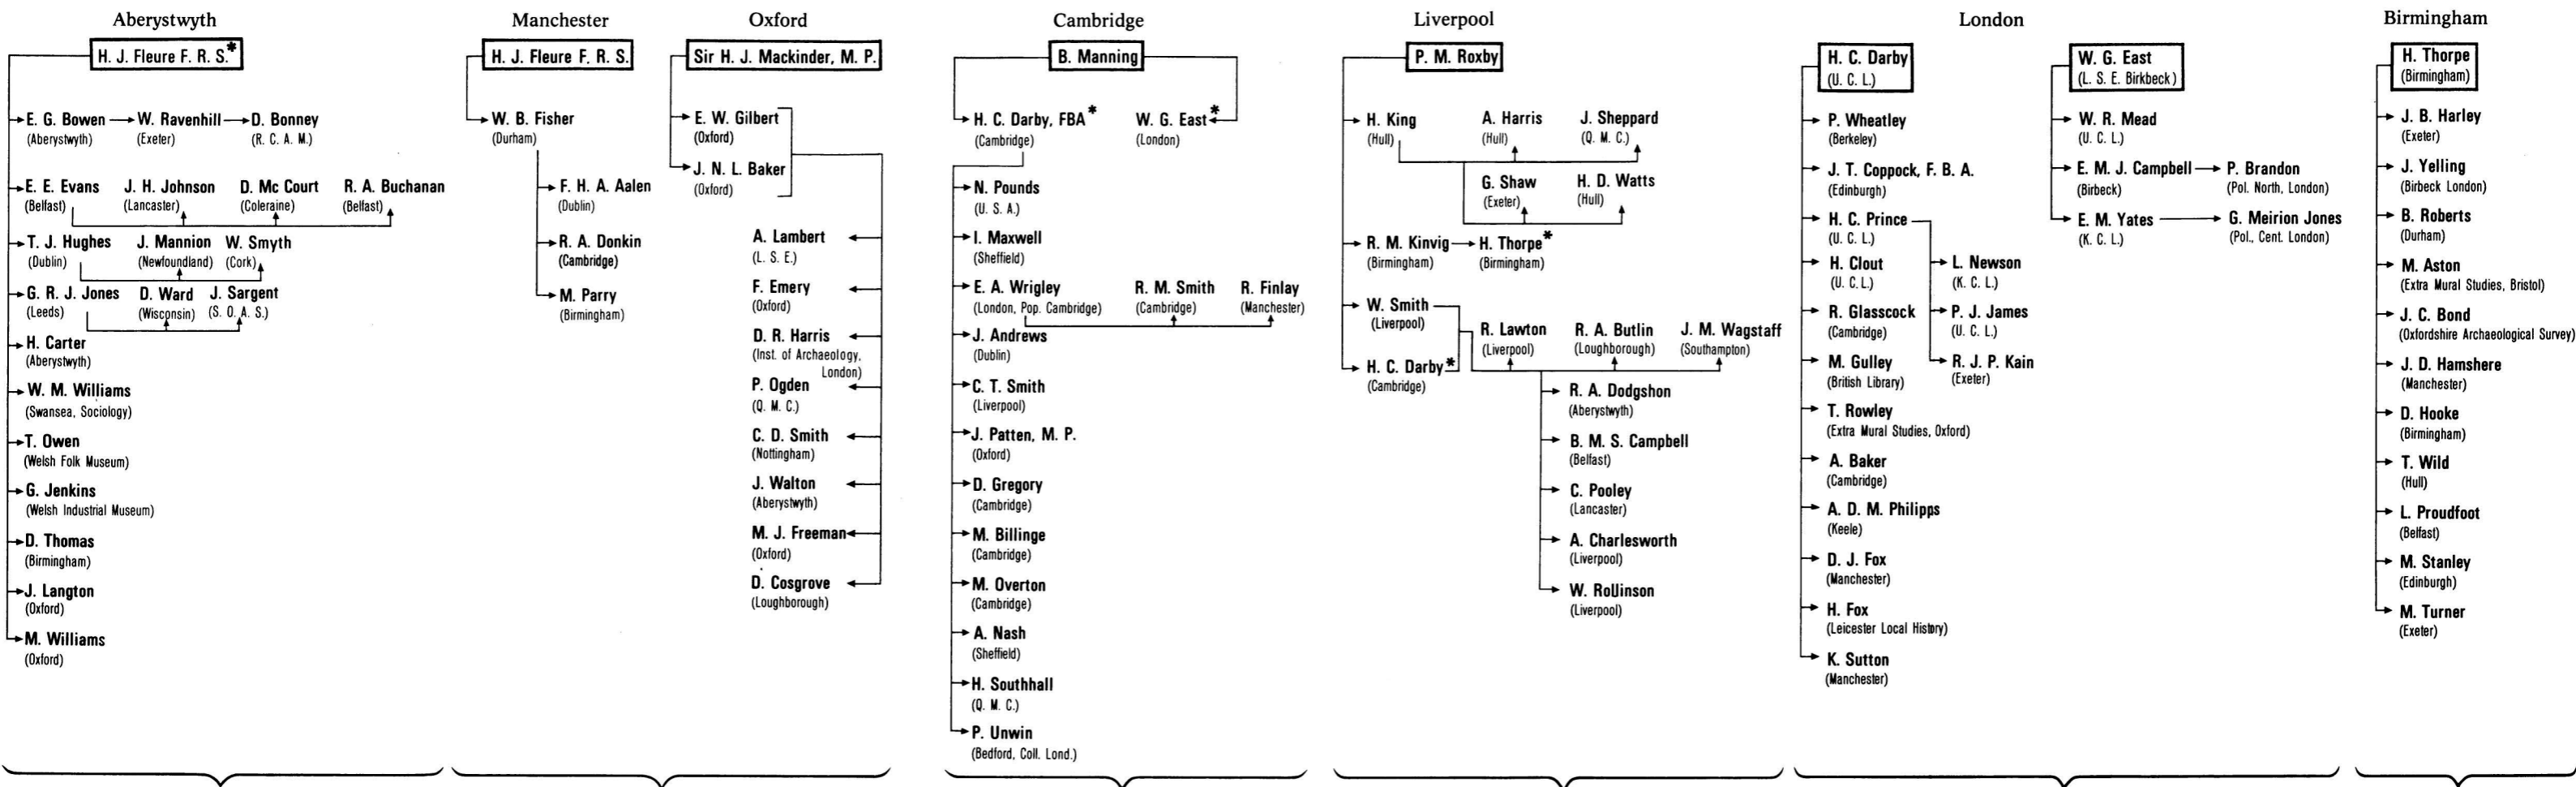 Aberystwyth
H. J. Fleure F. R. S.*
E. G. Bowen
(Aberystwyth)
W. Ravenhill
(Exeter)
D. Bonney
(R. C. A. M.)
E. E. Evans
(Belfast)
J. H. Johnson
(Lancaster)
D. Mc Court
(Coleraine)
R. A. Buchanan
(Belfast)
T. J. Hughes
(Dublin)
J. Mannion
(Newfoundland)
W. Smyth
(Cork)
G. R. J. Jones
(Leeds)
D. Ward
(Wisconsin)
J. Sargent
(S. O. A. S.)
H. Carter
(Aberystwyth)
W. M. Williams
(Swansea, Sociology)
T. Owen
(Welsh Folk Museum)
G. Jenkins
(Welsh Industrial Museum)
D. Thomas
(Birmingham)
J. Langton
(Oxford)
M. Williams
(Oxford)
Manchester
H. J. Fleure F. R. S.
W. B. Fisher
(Durham)
F. H. A. Aalen
(Dublin)
R. A. Donkin
(Cambridge)
M. Parry
(Birmingham)
Oxford
Sir H. J. Mackinder, M. P.
E. W. Gilbert
(Oxford)
J. N. L. Baker
(Oxford)
A. Lambert
(L. S. E.)
F. Emery
(Oxford)
D. R. Harris
(Inst. of Archaeology,
London)
P. Ogden
(Q. M. C.)
C. D. Smith
(Nottingham)
J. Walton
(Aberystwyth)
M. J. Freeman
(Oxford)
D. Cosgrove
(Loughborough)
Cambridge
B. Manning
H. C. Darby, FBA*
(Cambridge)
W. G. East*
(London)
N. Pounds
(U. S. A.)
I. Maxwell
(Sheffield)
E. A. Wrigley
(London, Pop. Cambridge)
R. M. Smith
(Cambridge)
R. Finlay
(Manchester)
J. Andrews
(Dublin)
C. T. Smith
(Liverpool)
J. Patten, M. P.
(Oxford)
D. Gregory
(Cambridge)
M. Billinge
(Cambridge)
M. Overton
(Cambridge)
A. Nash
(Sheffield)
H. Southhall
(Q. M. C.)
P. Unwin
(Bedford, Coll. Lond.)
Liverpool
P. M. Roxby
H. King
(Hull)
A. Harris
(Hull)
J. Sheppard
(Q. M. C.)
G. Shaw
(Exeter)
H. D. Watts
(Hull)
R. M. Kinvig
(Birmingham)
H. Thorpe*
(Birmingham)
W. Smith
(Liverpool)
H. C. Darby*
(Cambridge)
R. Lawton
(Liverpool)
R. A. Butlin
(Loughborough)
J. M. Wagstaff
(Southampton)
R. A. Dodgshon
(Aberystwyth)
B. M. S. Campbell
(Belfast)
C. Pooley
(Lancaster)
A. Charlesworth
(Liverpool)
W. Rollinson
(Liverpool)
London
H. C. Darby
(U. C. L.)
P. Wheatley
(Berkeley)
J. T. Coppock, F. B. A.
(Edinburgh)
H. C. Prince
(U. C. L.)
H. Clout
(U. C. L.)
R. Glasscock
(Cambridge)
M. Gulley
(British Library)
T. Rowley
(Extra Mural Studies, Oxford)
A. Baker
(Cambridge)
A. D. M. Philipps
(Keele)
D. J. Fox
(Manchester)
H. Fox
(Leicester Local History)
K. Sutton
(Manchester)
L. Newson
(K. C. L.)
P. J. James
(U. C. L.)
R. J. P. Kain
(Exeter)
W. G. East
(L. S. E. Birkbeck)
W. R. Mead
(U. C. L.)
E. M. J. Campbell
(Birbeck)
P. Brandon
(Pol. North, London)
E. M. Yates
(K. C. L.)
G. Meirion Jones
(Pol., Cent. London)
Birmingham
H. Thorpe
(Birmingham)
J. B. Harley
(Exeter)
J. Yelling
(Birbeck London)
B. Roberts
(Durham)
M. Aston
(Extra Mural Studies, Bristol)
J. C. Bond
(Oxfordshire Archaeological Survey)
J. D. Hamshere
(Manchester)
D. Hooke
(Birmingham)
T. Wild
(Hull)
L. Proudfoot
(Belfast)
M. Stanley
(Edinburgh)
M. Turner
(Exeter)